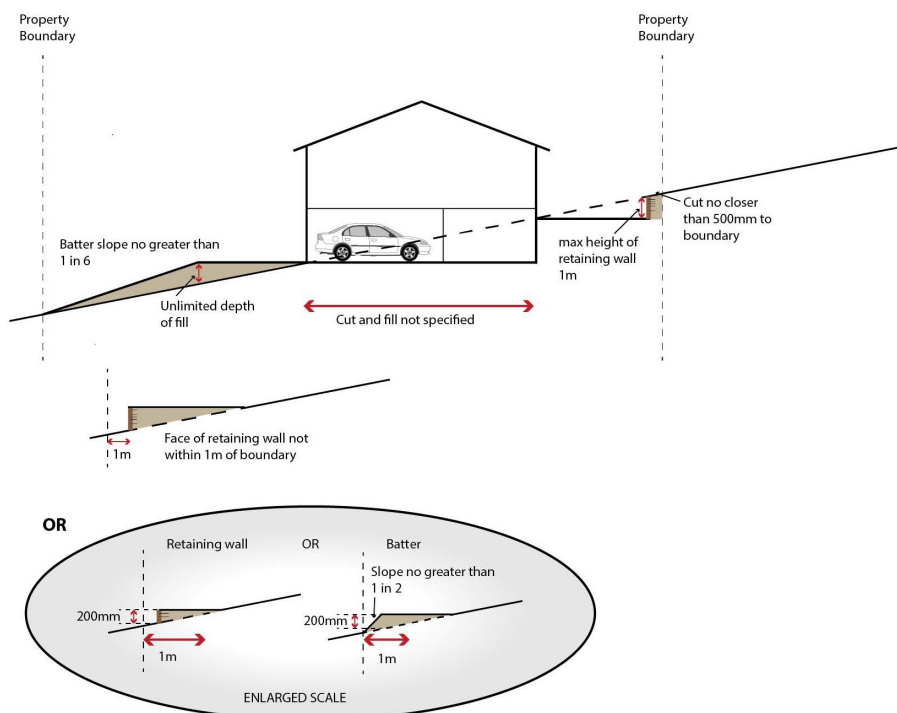 Property
Boundary
Property
Boundary
Batter slope no greater than
1 in 6
Unlimited depth
of fill
Cut and fill not specified
max height of
retaining wall
1m
Cut no closer
than 500mm to
boundary
1m
Face of retaining wall not
within 1m of boundary
OR
Retaining wall
OR
Batter
Slope no greater than
1 in 2
200mm
1m
200mm
1m
ENLARGED SCALE